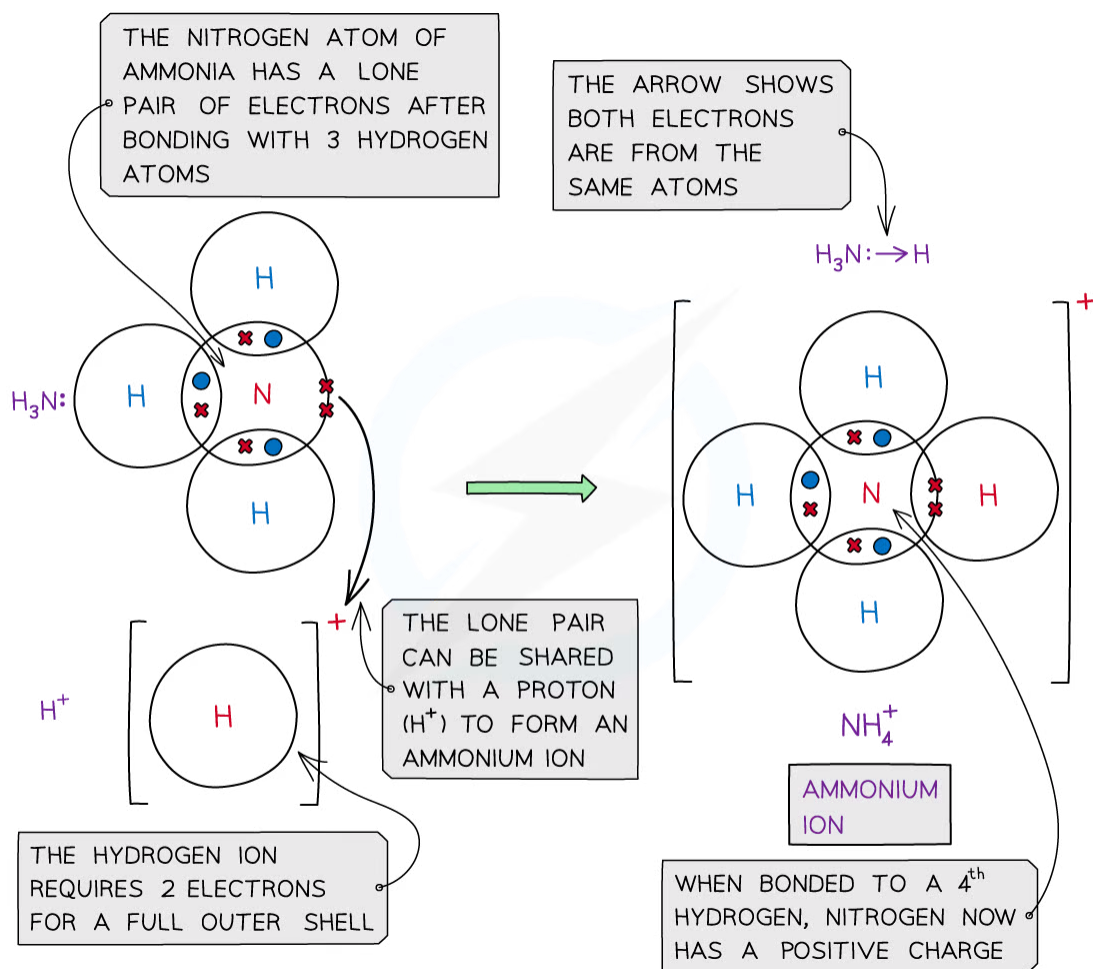 THE NITROGEN ATOM OF
AMMONIA HAS A LONE
PAIR OF ELECTRONS AFTER
BONDING WITH 3 HYDROGEN
ATOMS
THE ARROW SHOWS
BOTH ELECTRONS
ARE FROM THE
SAME ATOMS
H₃N:→H
H
H₃N:
H
N
H
+
H
H
N
H
H
H⁺
H
+
THE LONE PAIR
CAN BE SHARED
WITH A PROTON
(H⁺) TO FORM AN
AMMONIUM ION
NH₄⁺
AMMONIUM
ION
THE HYDROGEN ION
REQUIRES 2 ELECTRONS
FOR A FULL OUTER SHELL
WHEN BONDED TO A 4ᵗʰ
HYDROGEN, NITROGEN NOW
HAS A POSITIVE CHARGE